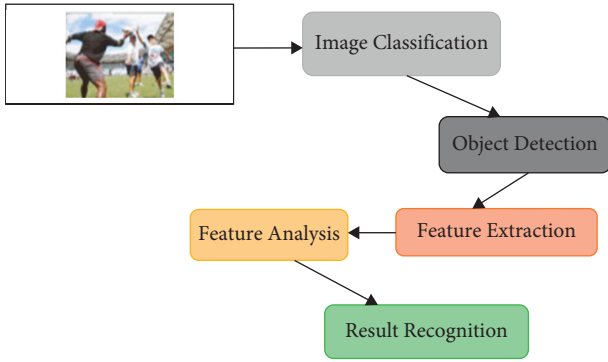 Image Classification
Object Detection
Feature Extraction
Feature Analysis
Result Recognition